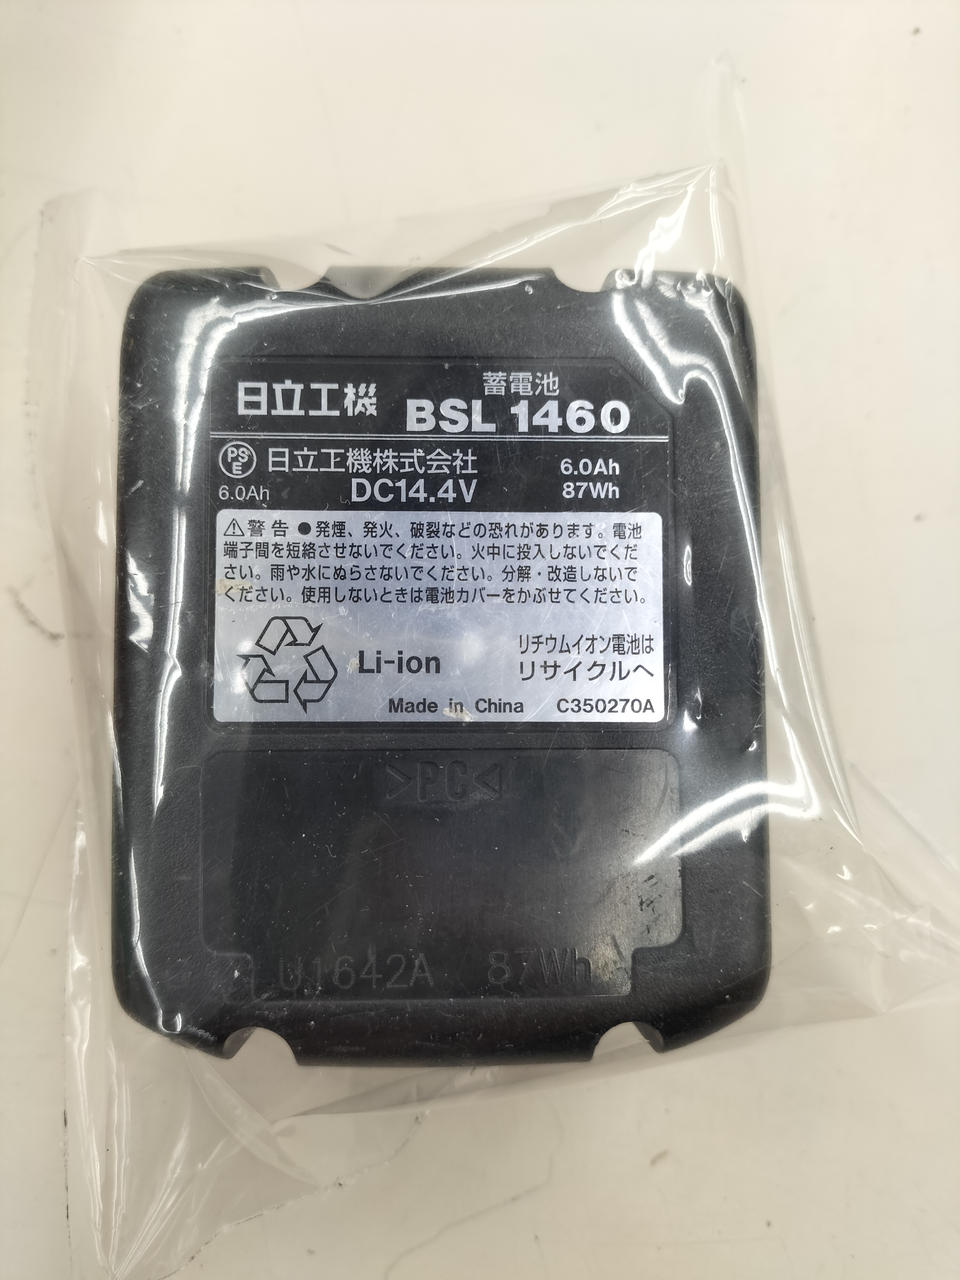 日立工機
蓄電池
BSL 1460
PS
E
日立工機株式会社
6.0Ah
6.0Ah
DC14.4V
87Wh
⚠警告 ●発煙、発火、破裂などの恐れがあります。電池
端子間を短絡させないでください。火中に投入しないでくだ
さい。雨や水にぬらさないでください。分解・改造しないで
ください。使用しないときは電池カバーをかぶせてください。
Li-ion
リチウムイオン電池は
リサイクルへ
Made in China C350270A
>PC<
U1642A 87Wh